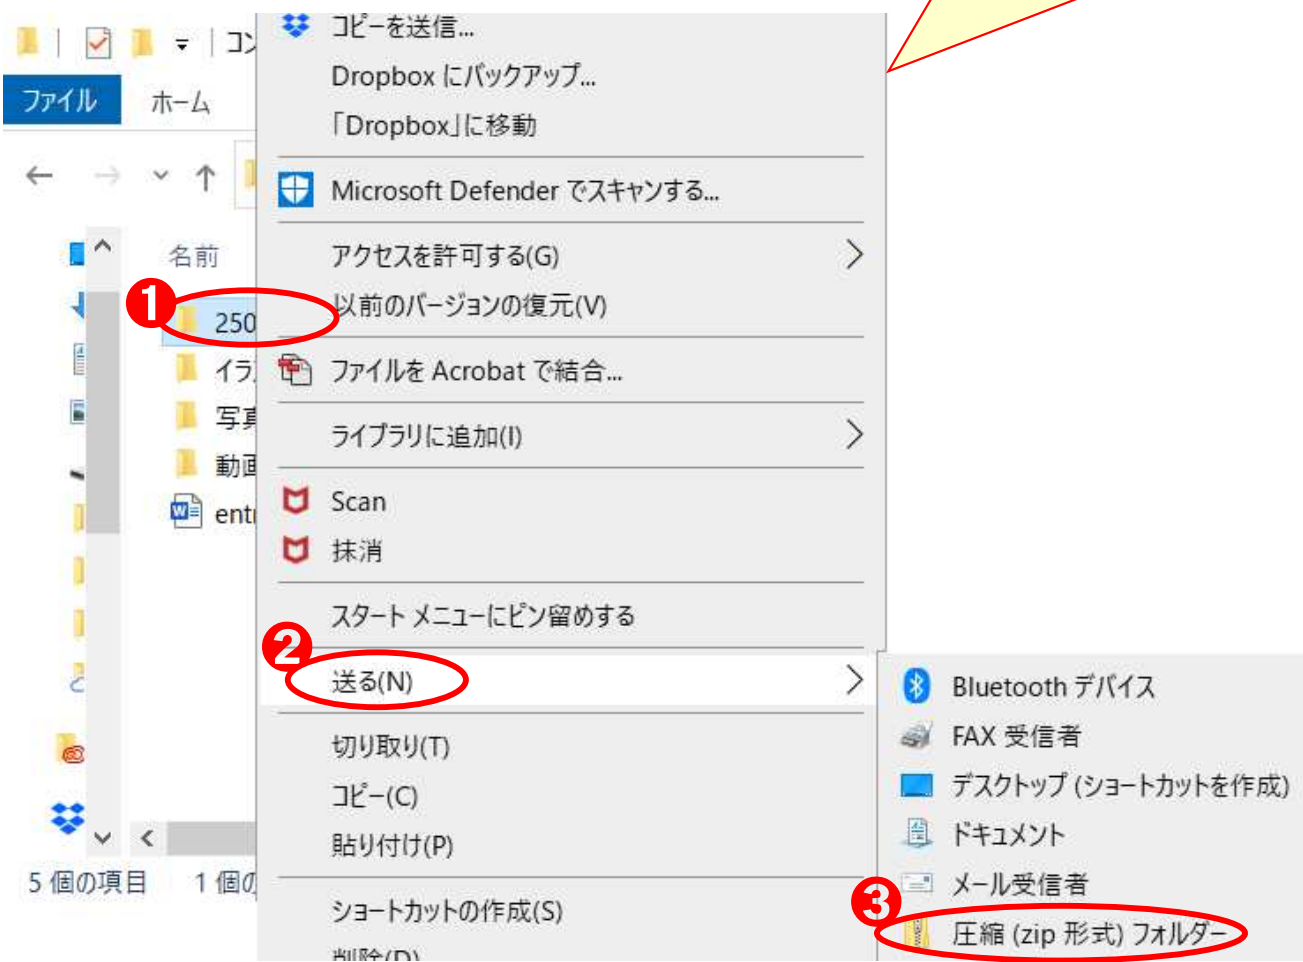 コピーを送信...
Dropbox にバックアップ...
「Dropbox」に移動
ファイル
ホーム
Microsoft Defender でスキャンする...
名前
アクセスを許可する(G)
以前のバージョンの復元(V)
1
250
ファイルを Acrobat で結合...
ライブラリに追加(I)
Scan
抹消
スタート メニューにピン留めする
2
送る(N)
Bluetooth デバイス
切り取り(T)
FAX 受信者
コピー(C)
デスクトップ (ショートカットを作成)
貼り付け(P)
ドキュメント
5 個の項目
1 個の
メール受信者
3
ショートカットの作成(S)
圧縮 (zip 形式) フォルダー